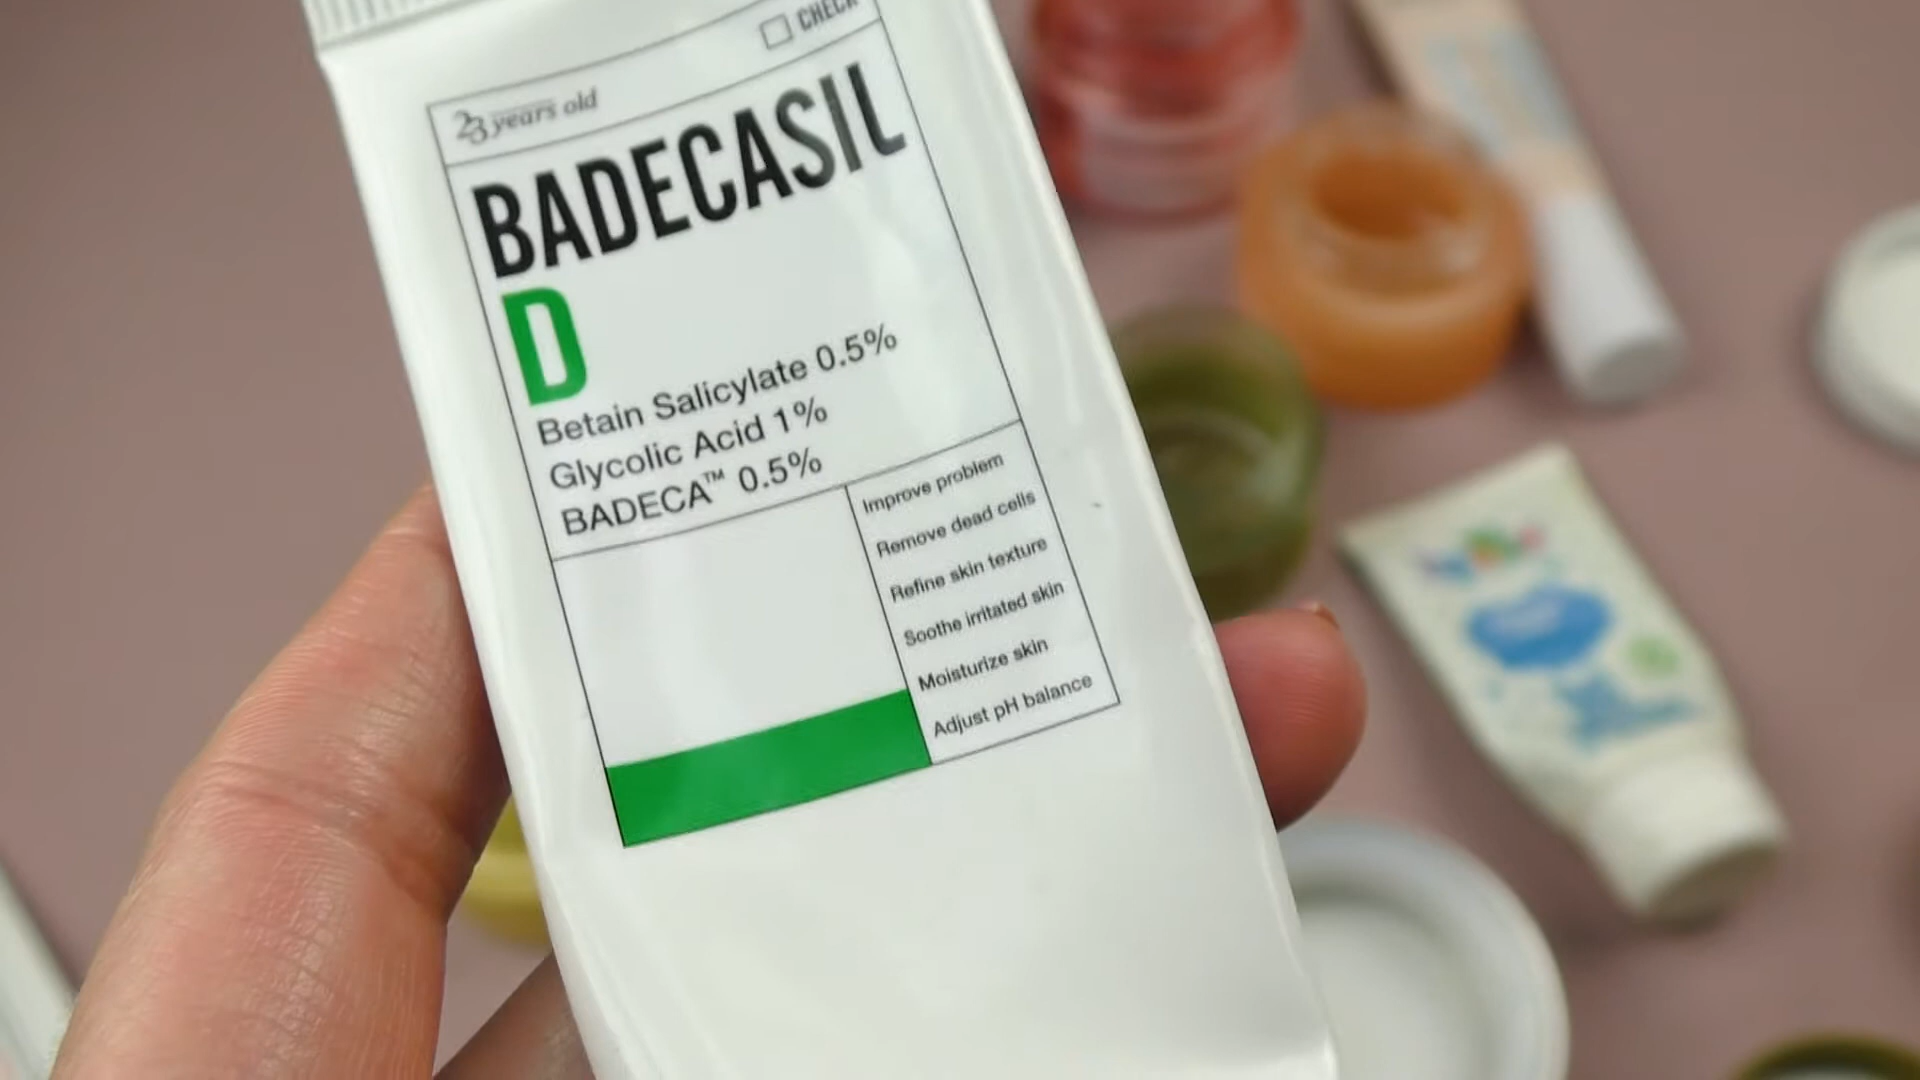 ☐ CHECK
23 years old
BADECASIL
D
Betain Salicylate 0.5%
Glycolic Acid 1%
BADECA™ 0.5%
Improve problem
Remove dead cells
Refine skin texture
Soothe irritated skin
Moisturize skin
Adjust pH balance